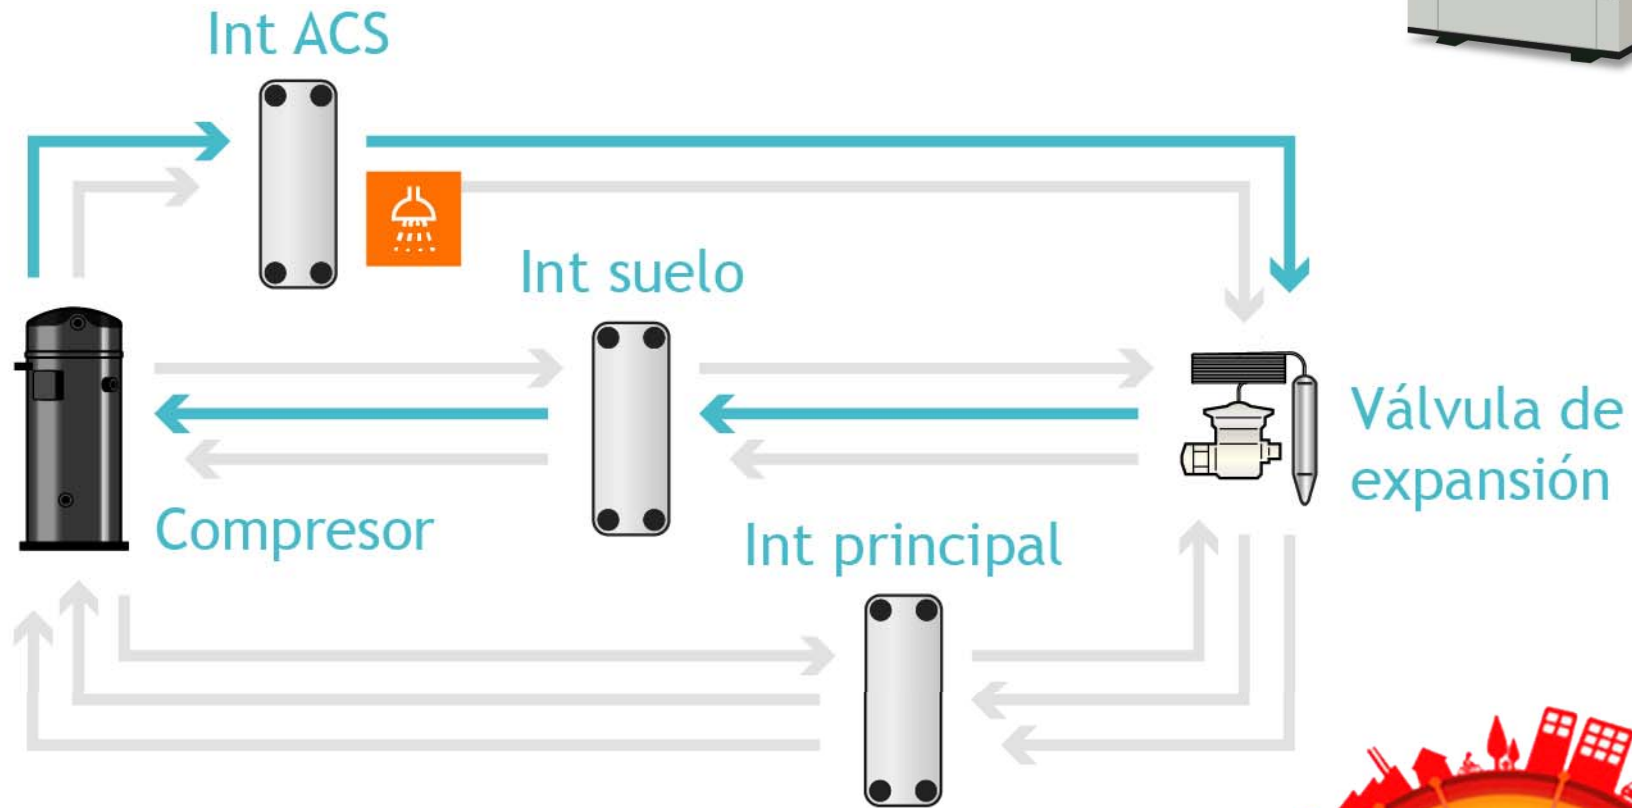 Int ACS
Int suelo
Válvula de
expansión
Compresor
Int principal